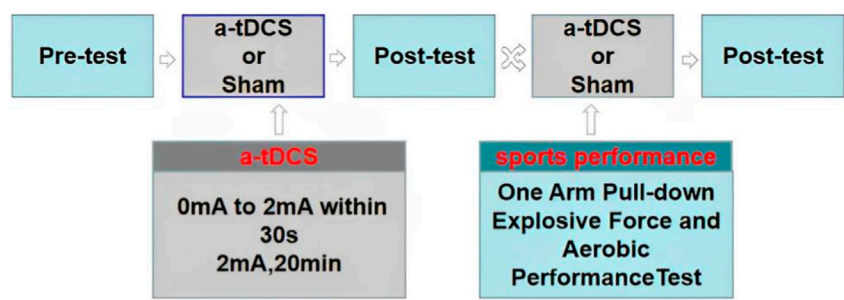 Pre-test
a-tDCS
or
Sham
Post-test
a-tDCS
or
Sham
Post-test
a-tDCS
0mA to 2mA within
30s
2mA,20min
sports performance
One Arm Pull-down
Explosive Force and
Aerobic
PerformanceTest